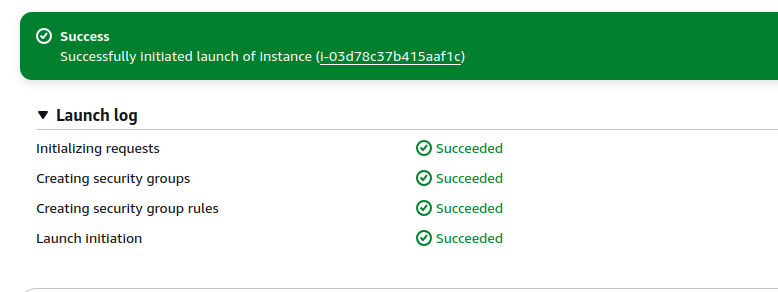 Success
Successfully initiated launch of instance (i-03d78c37b415aaf1c)
Launch log
Initializing requests Succeeded
Creating security groups Succeeded
Creating security group rules Succeeded
Launch initiation Succeeded